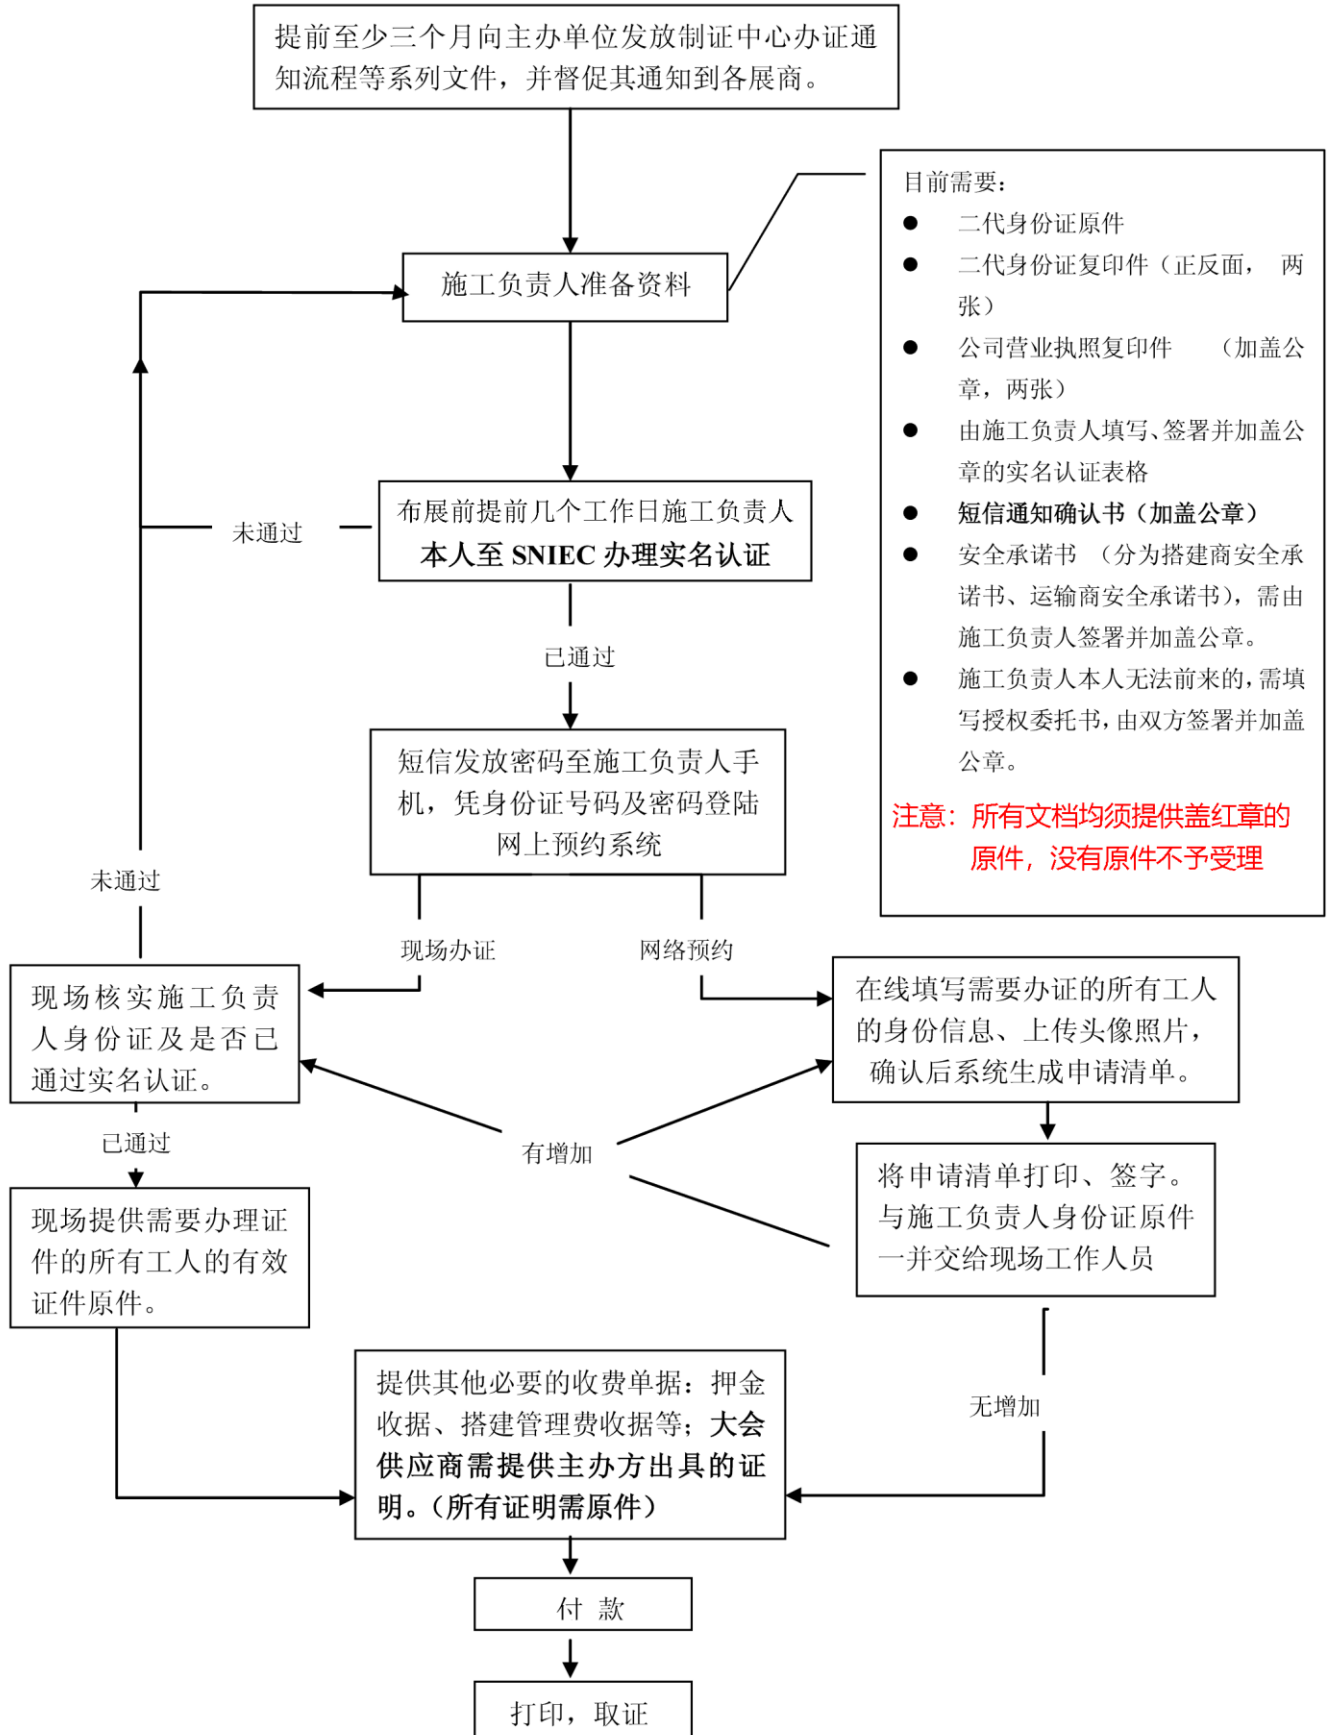 提前至少三个月向主办单位发放制证中心办证通
知流程等系列文件，并督促其通知到各展商。
施工负责人准备资料
目前需要：
● 二代身份证原件
● 二代身份证复印件（正反面， 两
张）
● 公司营业执照复印件 （加盖公
章，两张）
● 由施工负责人填写、签署并加盖公
章的实名认证表格
● 短信通知确认书（加盖公章）
● 安全承诺书 （分为搭建商安全承
诺书、运输商安全承诺书），需由
施工负责人签署并加盖公章。
● 施工负责人本人无法前来的，需填
写授权委托书，由双方签署并加盖
公章。
注意：所有文档均须提供盖红章的
原件，没有原件不予受理
布展前提前几个工作日施工负责人
本人至 SNIEC 办理实名认证
未通过
已通过
短信发放密码至施工负责人手
机，凭身份证号码及密码登陆
网上预约系统
未通过
现场办证
网络预约
现场核实施工负责
人身份证及是否已
通过实名认证。
在线填写需要办证的所有工人
的身份信息、上传头像照片，
确认后系统生成申请清单。
已通过
有增加
现场提供需要办理证
件的所有工人的有效
证件原件。
将申请清单打印、签字。
与施工负责人身份证原件
一并交给现场工作人员
无增加
提供其他必要的收费单据：押金
收据、搭建管理费收据等；大会
供应商需提供主办方出具的证
明。（所有证明需原件）
付 款
打印，取证